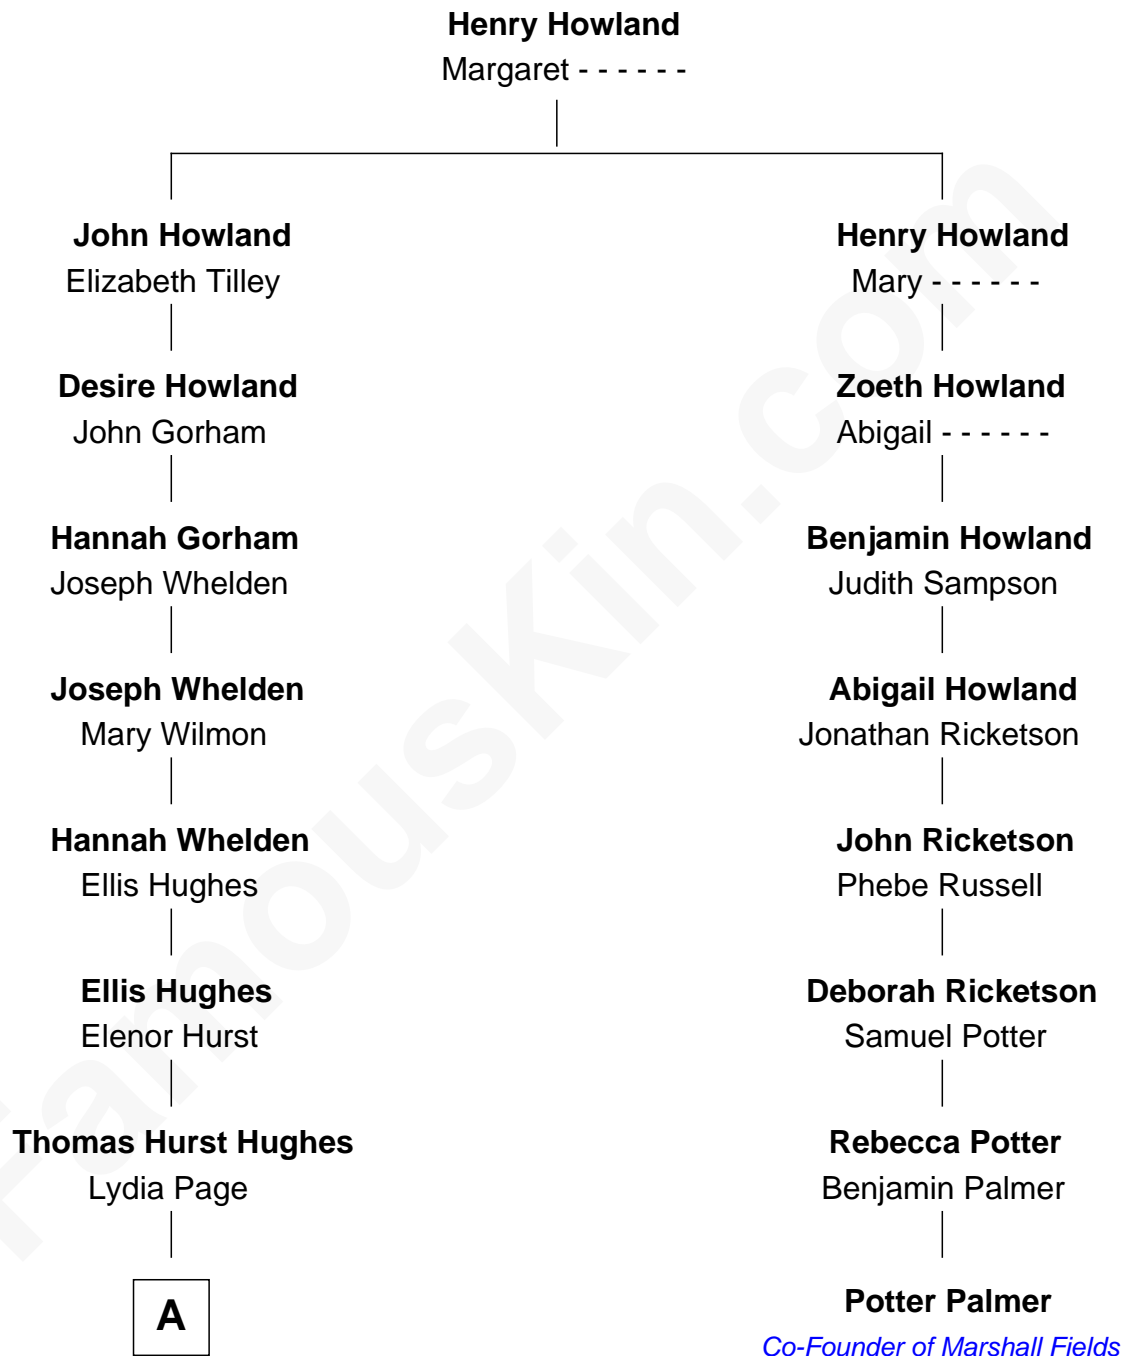 Henry Howland
Margaret - - - - - -
John Howland
Elizabeth Tilley
Henry Howland
Mary - - - - - -
Desire Howland
John Gorham
Zoeth Howland
Abigail - - - - - -
Hannah Gorham
Joseph Whelden
Benjamin Howland
Judith Sampson
Joseph Whelden
Mary Wilmon
Abigail Howland
Jonathan Ricketson
Hannah Whelden
Ellis Hughes
John Ricketson
Phebe Russell
Ellis Hughes
Elenor Hurst
Deborah Ricketson
Samuel Potter
Thomas Hurst Hughes
Lydia Page
Rebecca Potter
Benjamin Palmer
A
Potter Palmer
Co-Founder of Marshall Fields
FamousKin.com